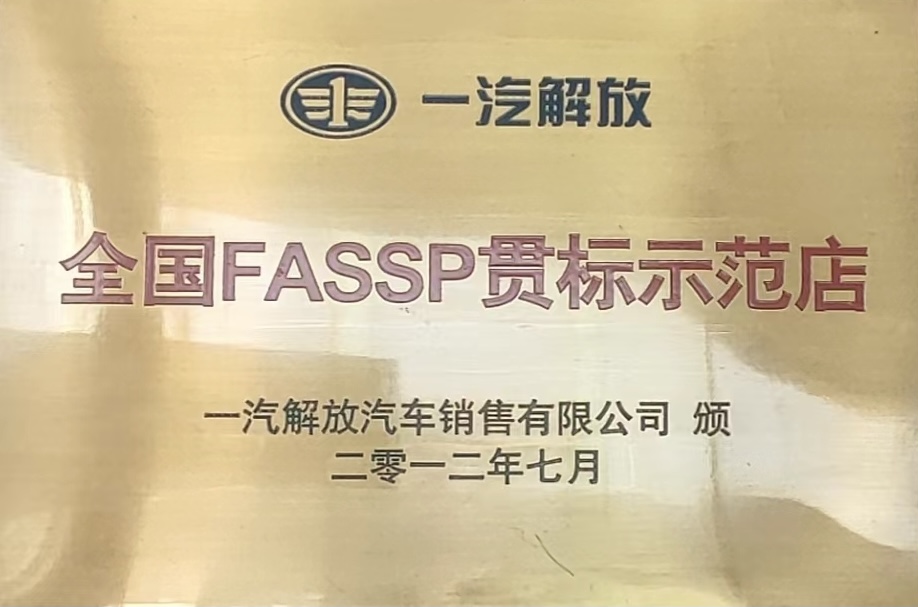 一汽解放
全国FASSP贯标示范店
一汽解放汽车销售有限公司 颁
二零一二年七月